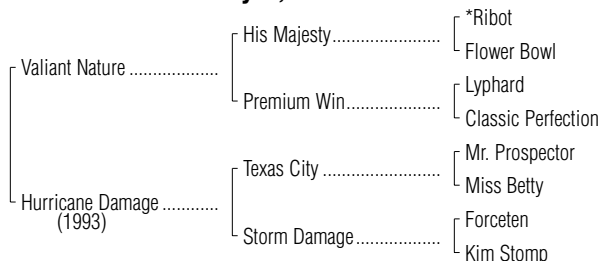 *Ribot
His Majesty
Flower Bowl
Valiant Nature
Lyphard
Premium Win
Classic Perfection
Mr. Prospector
Texas City
Miss Betty
Hurricane Damage
(1993)
Forceten
Storm Damage
Kim Stomp